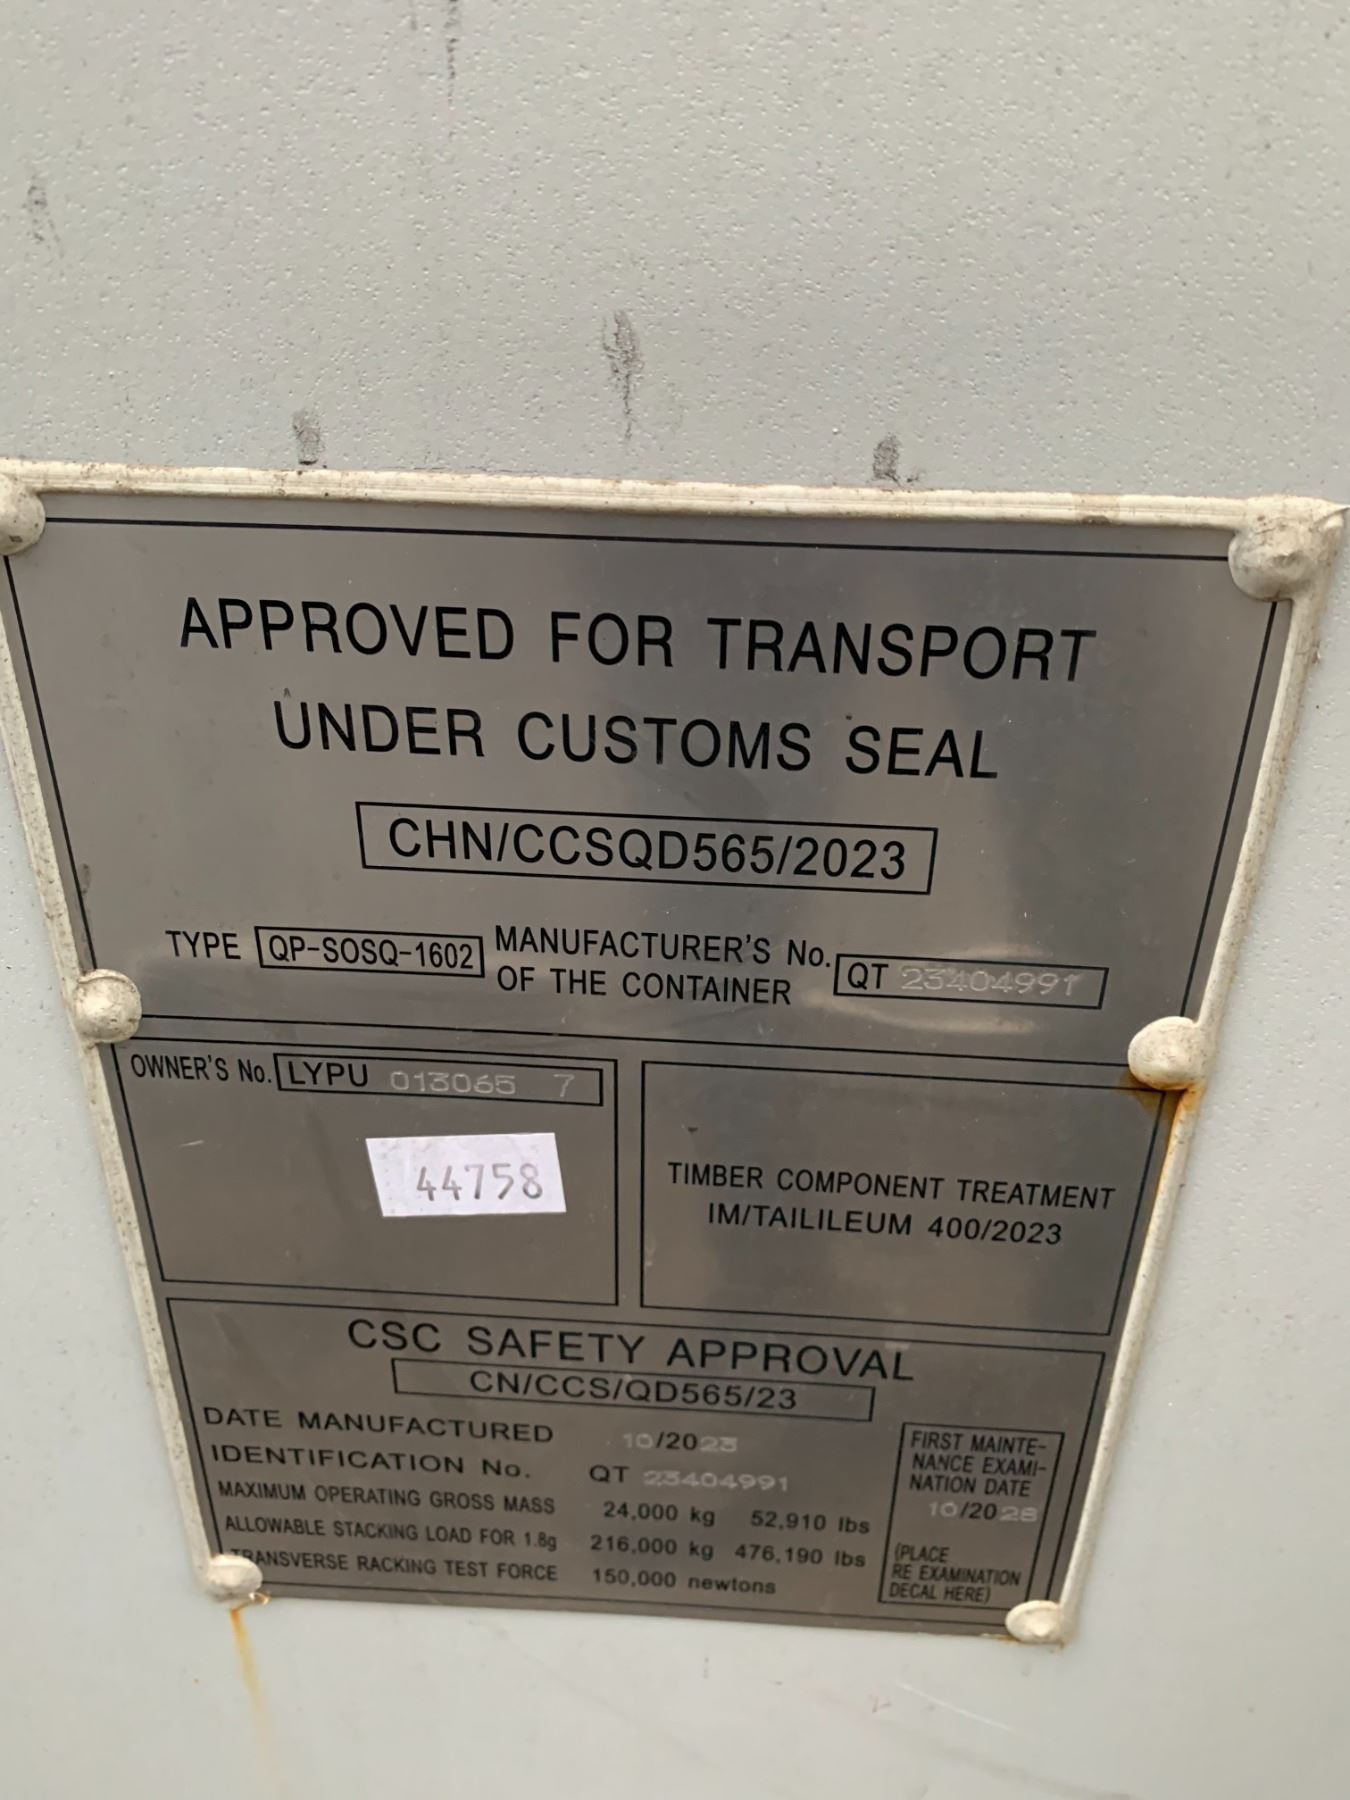 APPROVED FOR TRANSPORT
UNDER CUSTOMS SEAL
CHN/CCSQD565/2023
TYPE QP-SOSQ-1602 MANUFACTURER'S No. OF THE CONTAINER QT 23404991
OWNER'S No. LYPU 013065 7
44758
TIMBER COMPONENT TREATMENT
IM/TAILILEUM 400/2023
CSC SAFETY APPROVAL
CN/CCS/QD565/23
DATE MANUFACTURED 10/2023
IDENTIFICATION No. QT 23404991
MAXIMUM OPERATING GROSS MASS 24,000 kg 52,910 lbs
ALLOWABLE STACKING LOAD FOR 1.8g 216,000 kg 476,190 lbs
TRANSVERSE RACKING TEST FORCE 150,000 newtons
FIRST MAINTE-
NANCE EXAMI-
NATION DATE
10/2028
(PLACE
RE EXAMINATION
DECAL HERE)